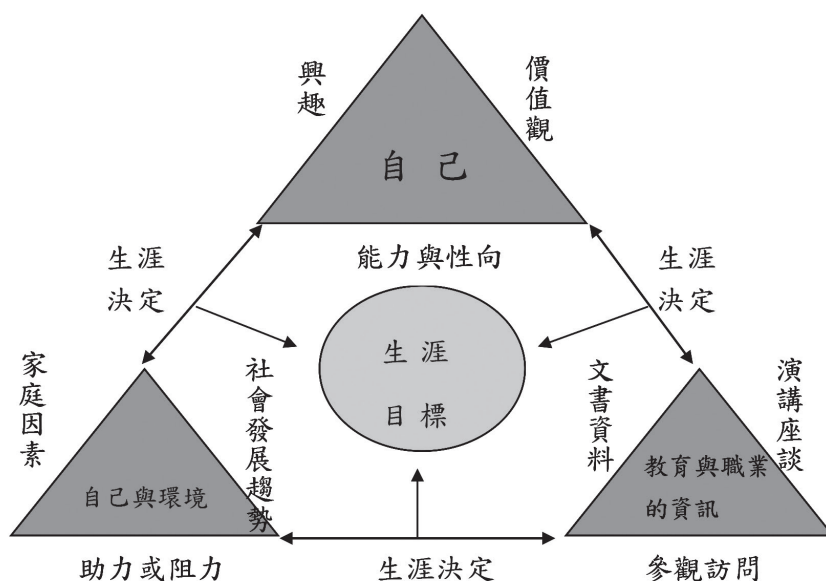 興趣
價值觀
自己
能力與性向
生涯
決定
生涯
決定
生涯
目標
家庭因素
社會發展趨勢
自己與環境
助力或阻力
文書資料
演講座談
教育與職業
的資訊
參觀訪問
生涯決定